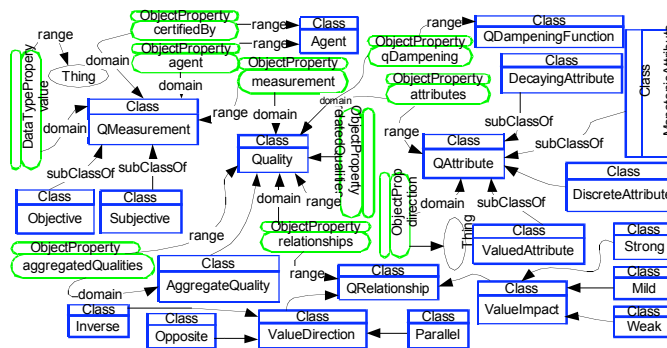 ObjectProperty
certifiedBy
range
Class
Agent
ObjectProperty
agent
range
domain
domain
ObjectProperty
measurement
range
ObjectProperty
qDampening
range
Class
QDampeningFunction
Class
DecayingAttribute
Class
DataTypeProperty
value
range
Thing
domain
Class
QMeasurement
range
domain
domain
ObjectProperty
attributes
range
subClassOf
subClassOf
Class
Quality
ObjectProperty
Class
QAttribute
subClassOf
subClassOf
Class
Objective
Class
Subjective
range
domain
range
ObjectProp
direction
domain
Thing
subClassOf
Class
DiscreteAttribute
Class
ValuedAttribute
ObjectProperty
aggregatedQualities
range
domain
Class
AggregateQuality
ObjectProperty
relationships
range
Class
QRelationship
Class
ValueImpact
Class
Strong
Class
Mild
Class
Weak
Class
Inverse
Class
Opposite
Class
ValueDirection
Class
Parallel